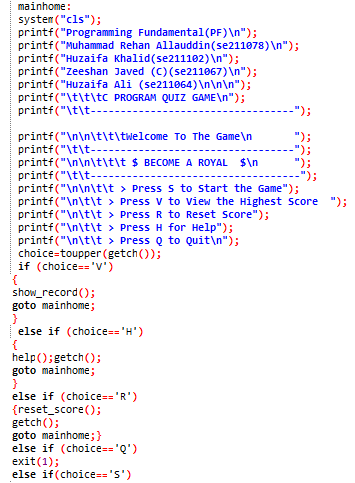 mainhome:
system("cls");
printf("Programming Fundamental(PF)\n");
printf("Muhammad Rehan Allauddin(se211078)\n");
printf("Huzaifa Khalid(se211102)\n");
printf("Zeeshan Javed (C)(se211067)\n");
printf("Huzaifa Ali (se211064)\n\n\n");
printf("\t\t\tC PROGRAM QUIZ GAME\n");
printf("\t\t----------------------------------");
printf("\n\n\t\t\tWelcome To The Game\n       ");
printf("\t\t----------------------------------");
printf("\n\n\t\t\t $ BECOME A ROYAL  $\n      ");
printf("\t\t-----------------------------------");
printf("\n\n\t\t > Press S to Start the Game");
printf("\n\t\t > Press V to View the Highest Score  ");
printf("\n\t\t > Press R to Reset Score");
printf("\n\t\t > Press H for Help");
printf("\n\t\t > Press Q to Quit\n");
choice=toupper(getch());
if (choice=='V')
{
show_record();
goto mainhome;
}
else if (choice=='H')
{
help();getch();
goto mainhome;
}
else if (choice=='R')
{reset_score();
getch();
goto mainhome;}
else if (choice=='Q')
exit(1);
else if(choice=='S')